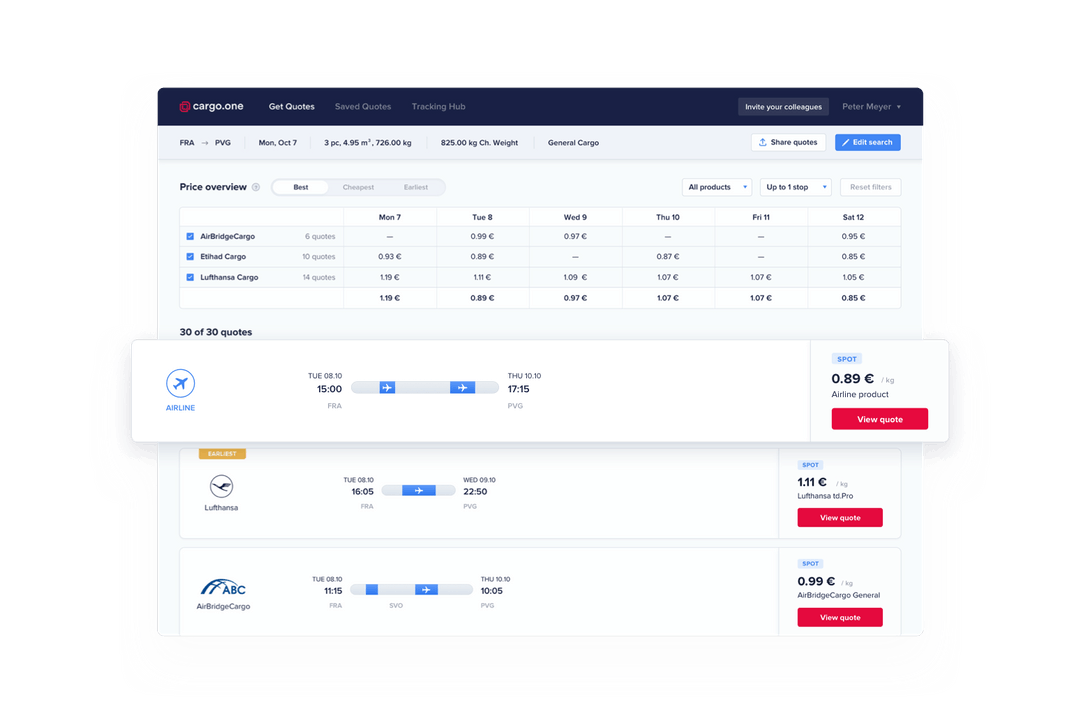 cargo.one Get Quotes Saved Quotes Tracking Hub Invite your colleagues Peter Meyer
FRA → PVG Mon, Oct 7 3 pc, 4.95 m³, 726.00 kg 825.00 kg Ch. Weight General Cargo Share quotes Edit search
Price overview ? Best Cheapest Earliest All products Up to 1 stop Reset filters
Mon 7 Tue 8 Wed 9 Thu 10 Fri 11 Sat 12
AirBridgeCargo 6 quotes — 0.99 € 0.97 € — — 0.95 €
Etihad Cargo 10 quotes 0.93 € 0.89 € — 0.87 € — 0.85 €
Lufthansa Cargo 14 quotes 1.19 € 1.11 € 1.09 € 1.07 € 1.07 € 1.05 €
1.19 € 0.89 € 0.97 € 1.07 € 1.07 € 0.85 €
30 of 30 quotes
SPOT
TUE 08.10 THU 10.10
15:00 17:15
0.89 € / kg
Airline product
AIRLINE FRA PVG
View quote
EARLIEST
SPOT
TUE 08.10 WED 09.10
16:05 22:50
1.11 € / kg
Lufthansa td.Pro
Lufthansa FRA PVG
View quote
SPOT
TUE 08.10 THU 10.10
ABC 11:15 10:05
0.99 € / kg
AirBridgeCargo General
AirBridgeCargo FRA SVO PVG
View quote